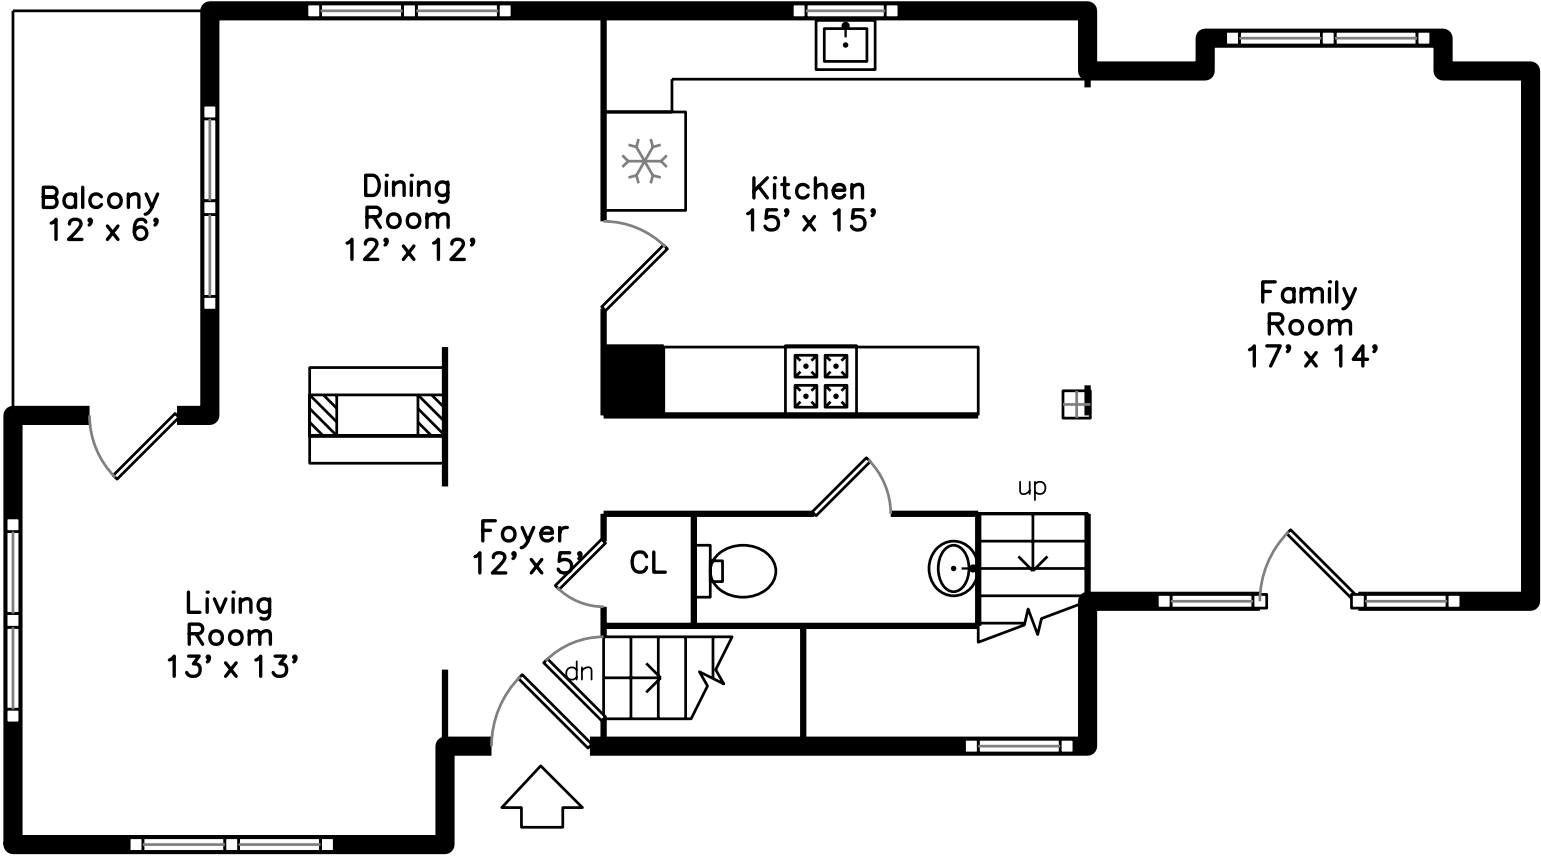 Balcony
12' x 6'
Dining
Room
12' x 12'
Kitchen
15' x 15'
Family
Room
17' x 14'
up
Foyer
12' x 5'
CL
Living
Room
13' x 13'
dn